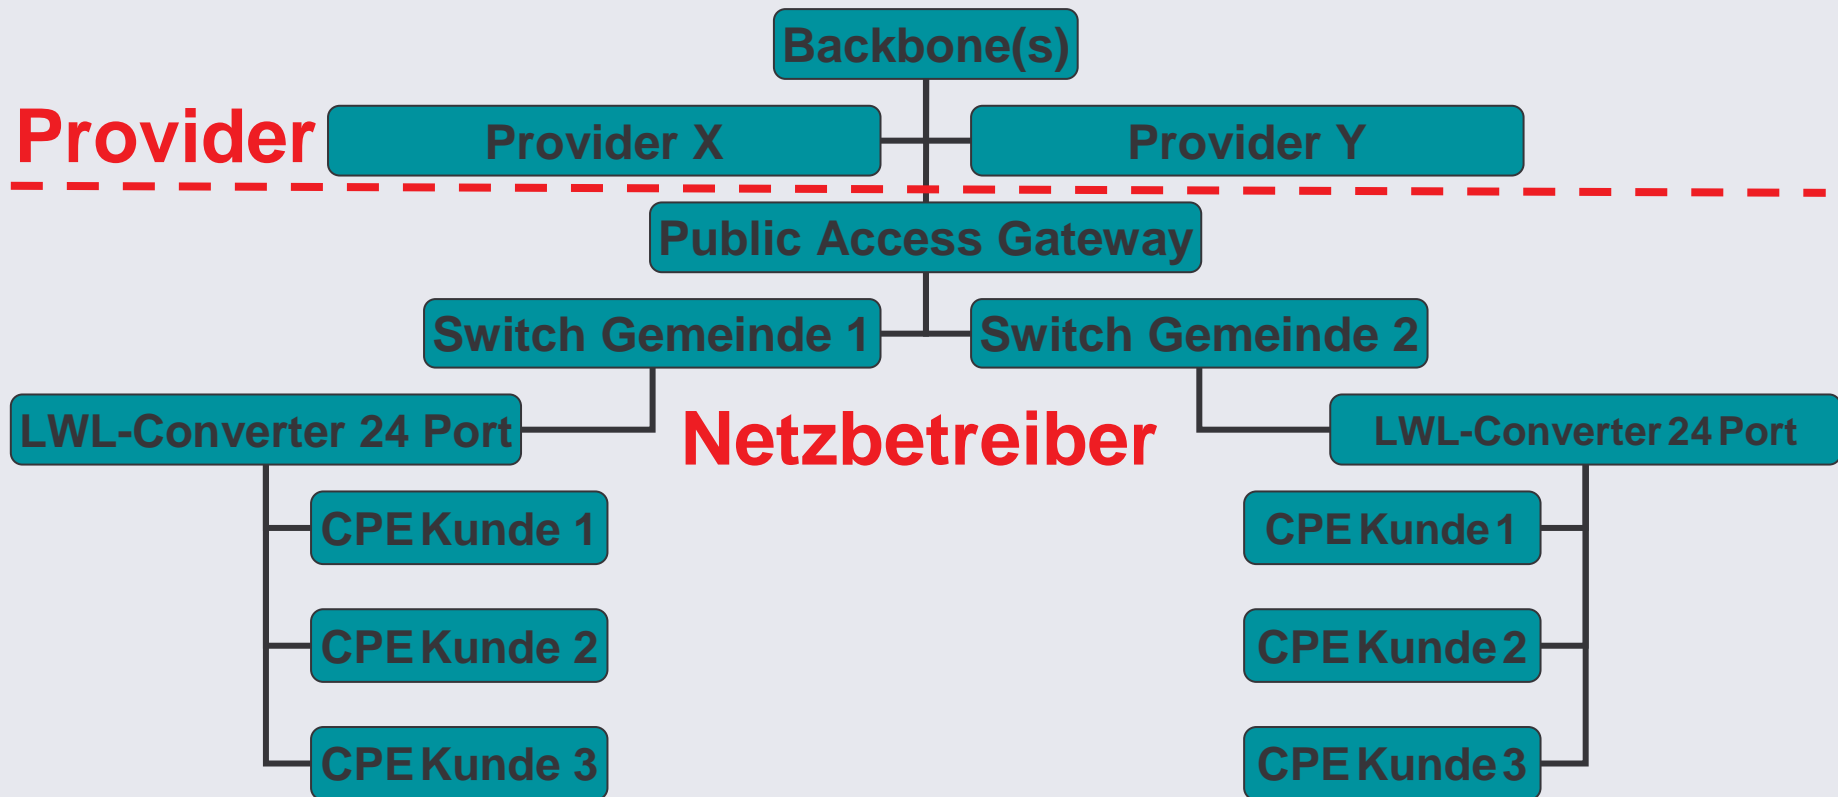 Backbone(s)
Provider
Provider X
Provider Y
Public Access Gateway
Switch Gemeinde 1
Switch Gemeinde 2
LWL-Converter 24 Port
Netzbetreiber
LWL-Converter 24 Port
CPE Kunde 1
CPE Kunde 1
CPE Kunde 2
CPE Kunde 2
CPE Kunde 3
CPE Kunde 3